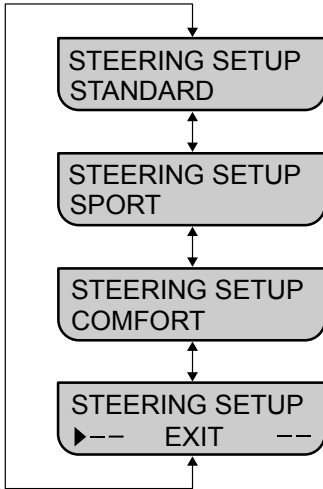 STEERING SETUP
STANDARD
STEERING SETUP
SPORT
STEERING SETUP
COMFORT
STEERING SETUP
▶-- EXIT --